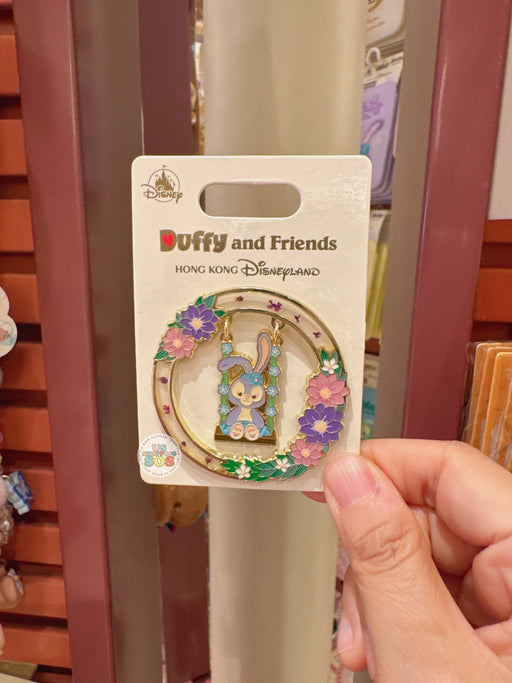 Disney
Duffy and Friends
HONG KONG Disneyland